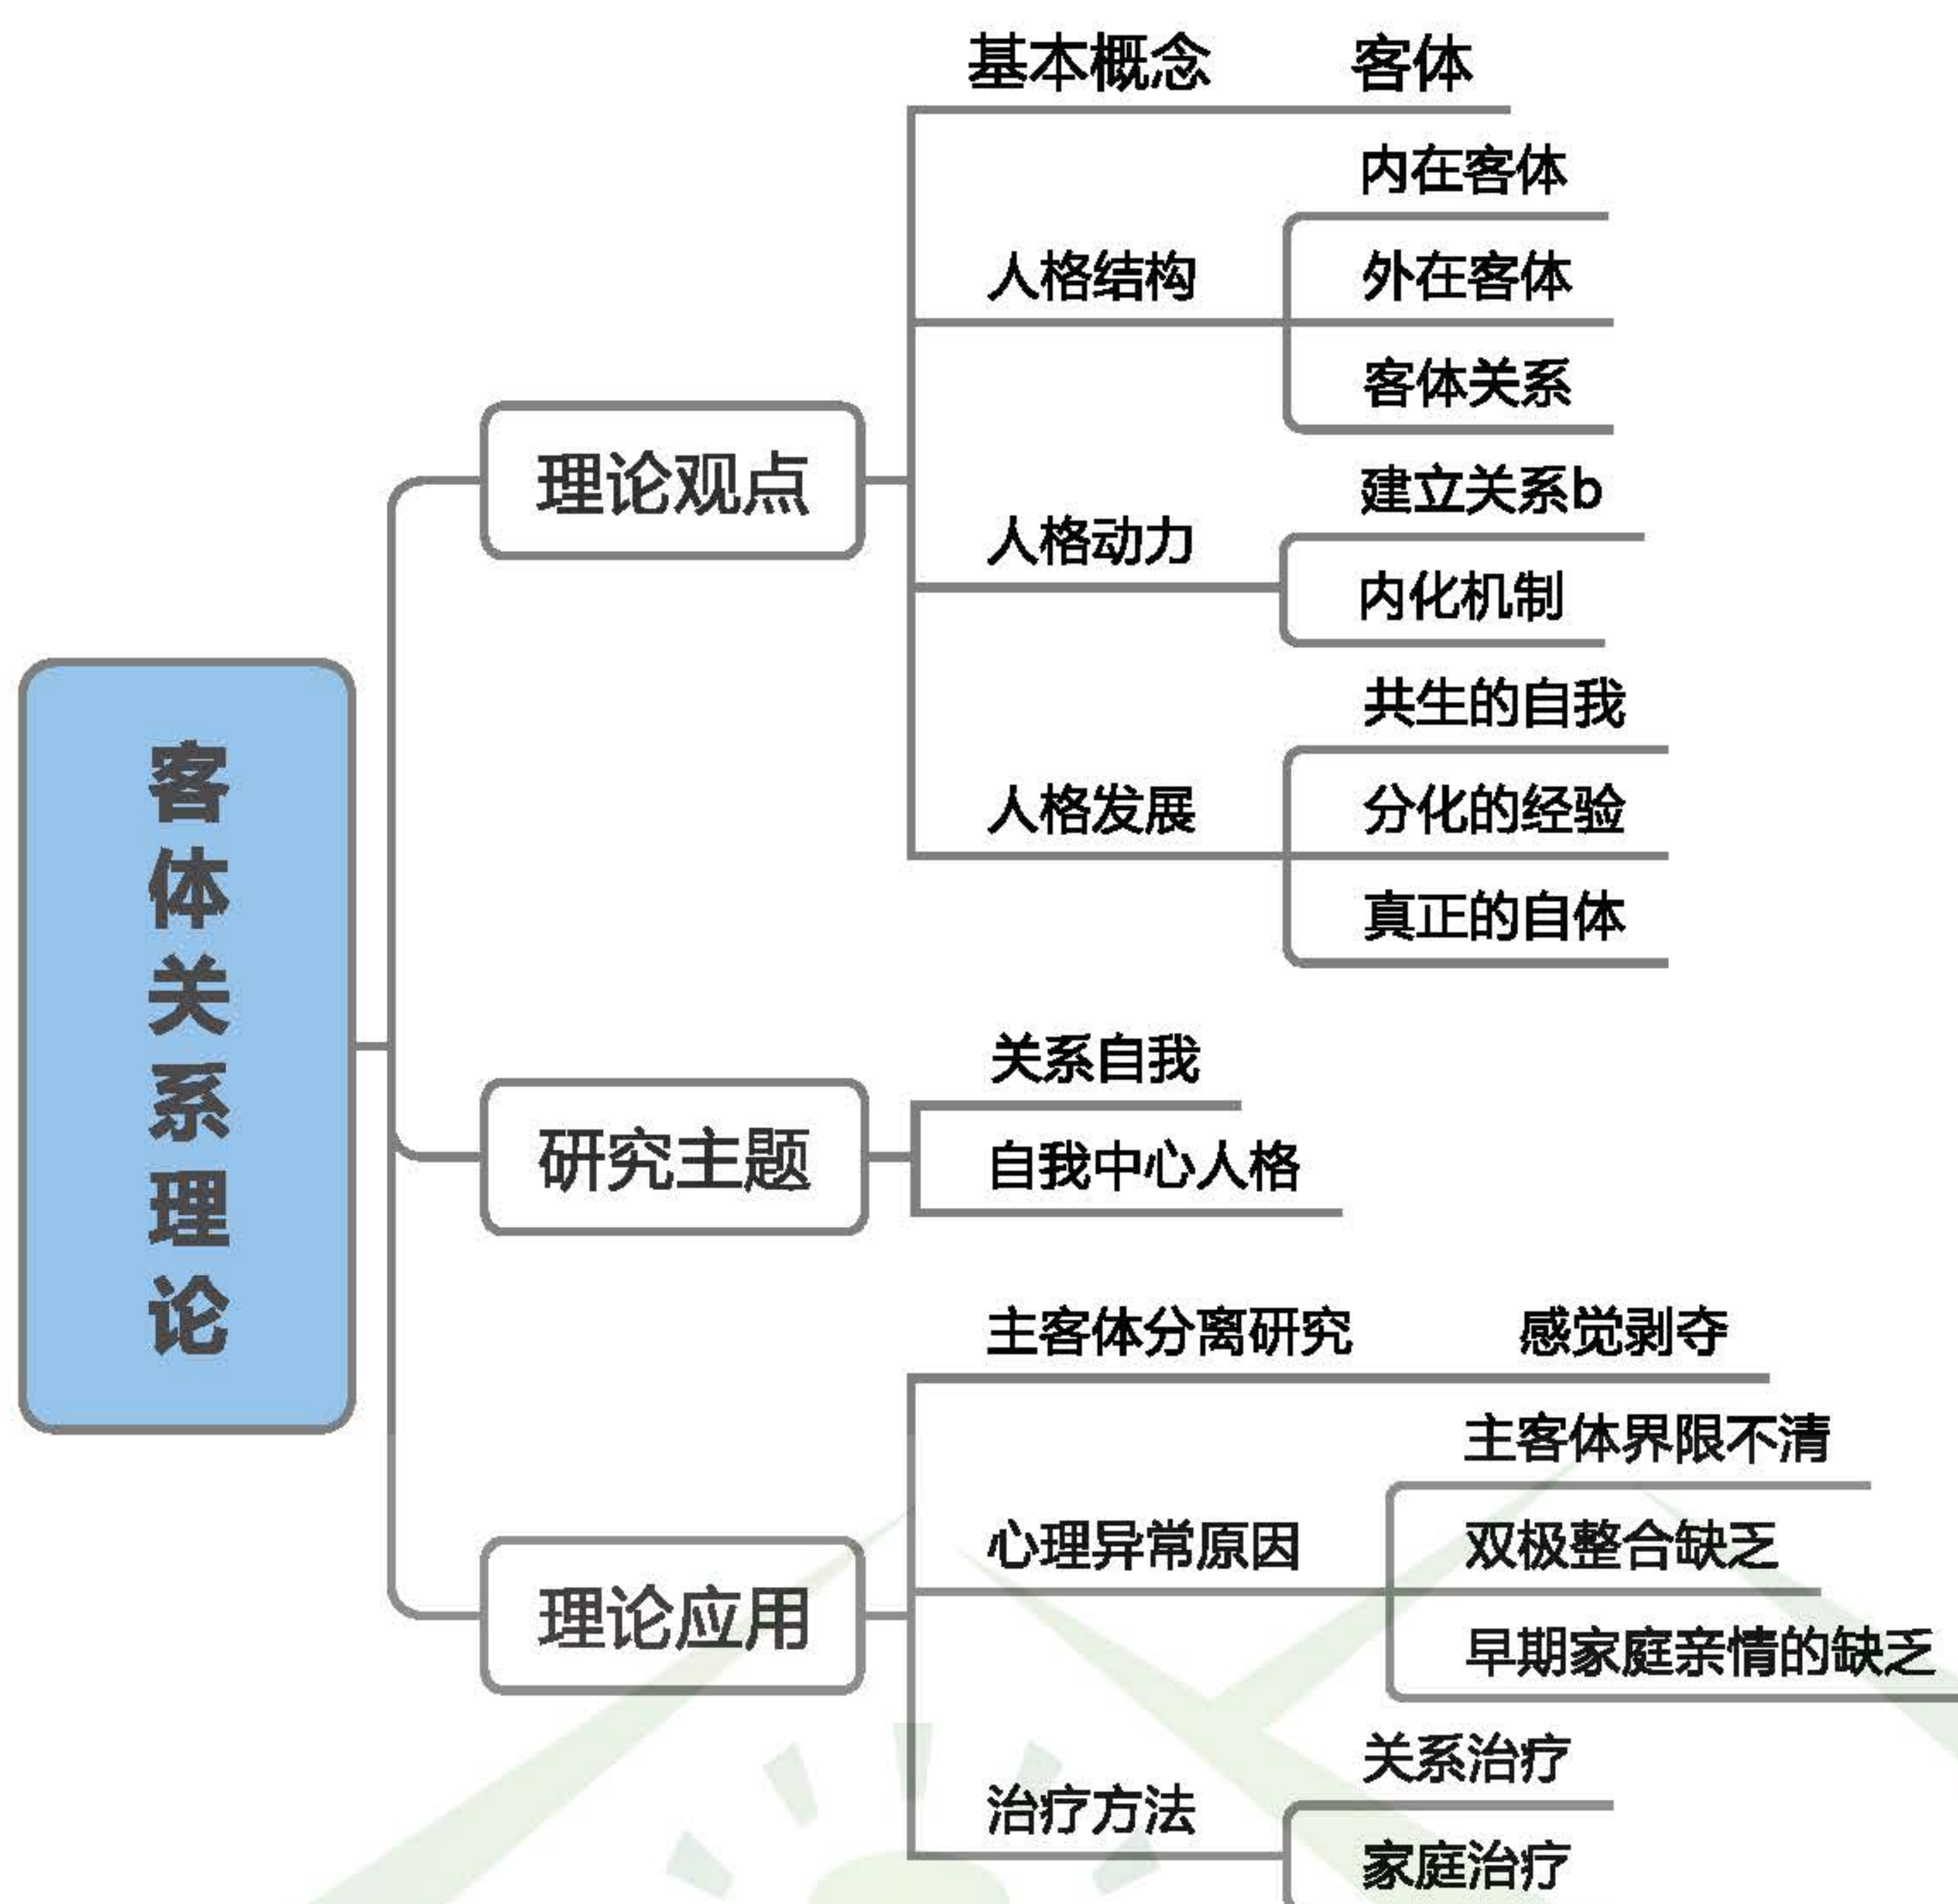 客体关系理论
理论观点
基本概念 客体
人格结构
内在客体
外在客体
客体关系
人格动力
建立关系b
内化机制
人格发展
共生的自我
分化的经验
真正的自体
研究主题
关系自我
自我中心人格
理论应用
主客体分离研究 感觉剥夺
心理异常原因
主客体界限不清
双极整合缺乏
早期家庭亲情的缺乏
治疗方法
关系治疗
家庭治疗